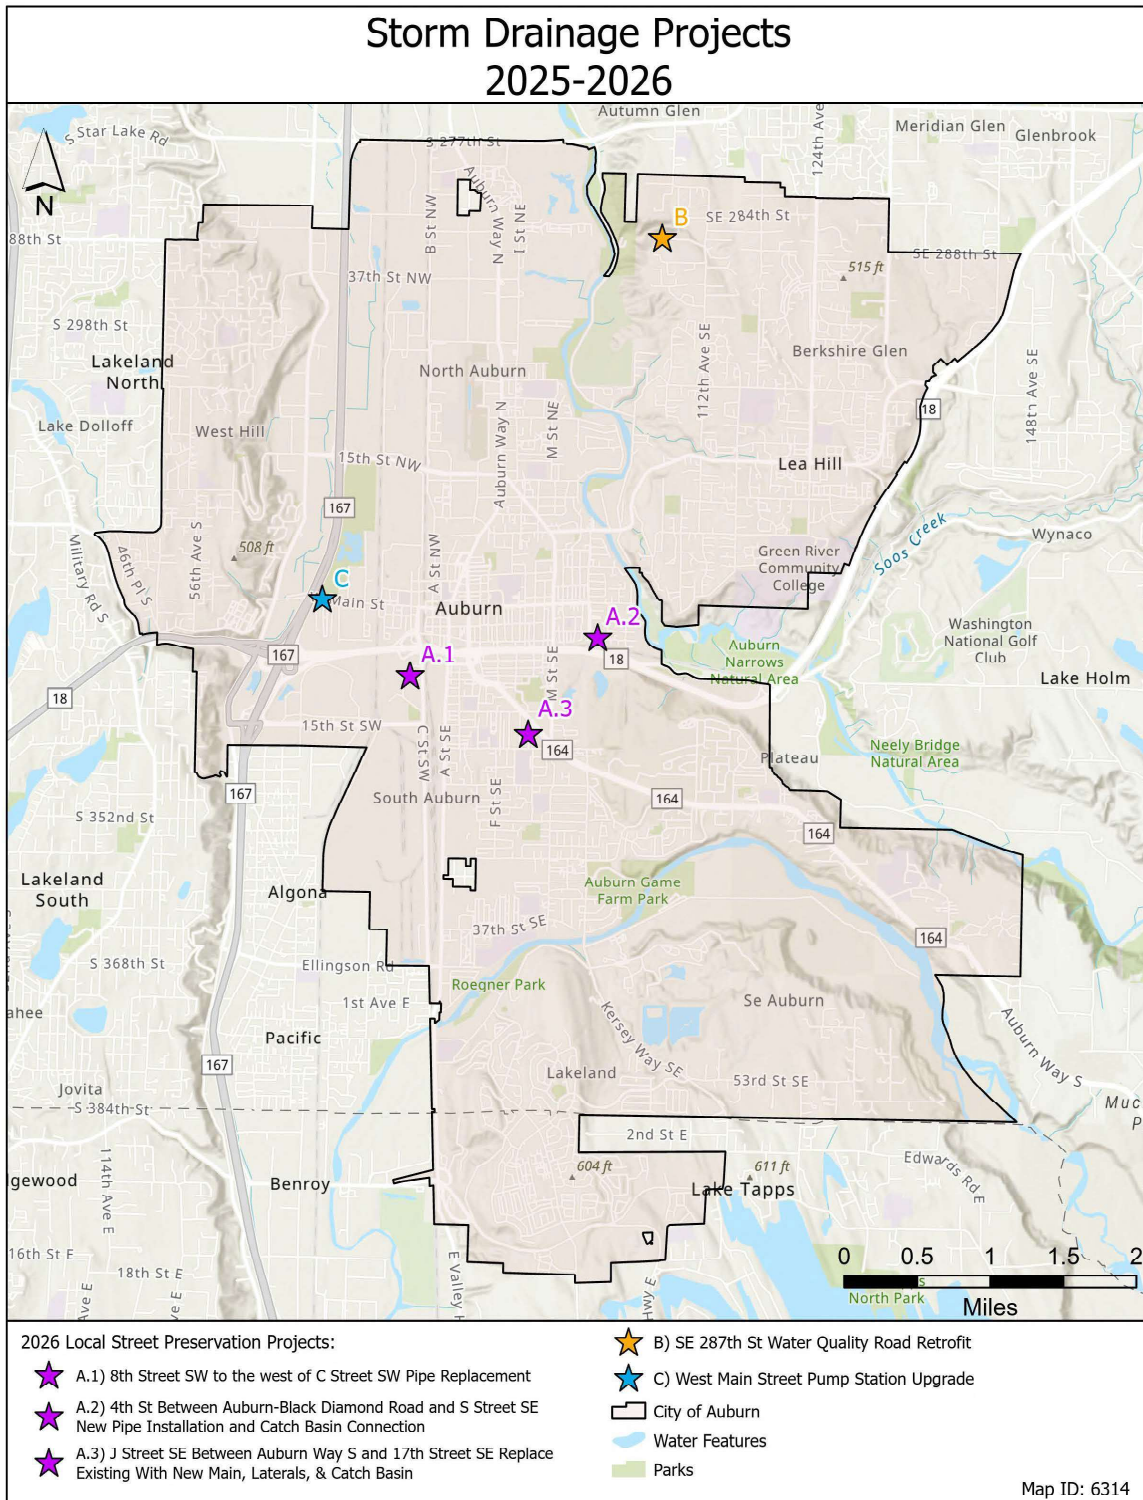 Storm Drainage Projects
2025-2026
Autumn Glen
S Star Lake Rd
124th Ave
Meridian Glen
Glenbrook
S 277th St
N
Auburn Way N
B St NW
I St NE
B
SE 284th St
88th St
SE 288th St
515 ft
37th St NW
S 298th St
Lakeland
North
112th Ave SE
Berkshire Glen
148th Ave SE
North Auburn
18
Lake Dolloff
West Hill
Auburn Way N
M St NE
15th St NW
Lea Hill
167
Soos Creek
Wynaco
Military Rd S
46th Pl S
56th Ave S
508 ft
A St NW
Green River
Community
College
C
Main St
Auburn
A.2
Washington
National Golf
Club
167
A.1
M St SE
18
Auburn
Narrows
Natural Area
Lake Holm
18
A.3
15th St SW
C St SW
A St SE
164
Plateau
Neely Bridge
Natural Area
167
South Auburn
F St SE
164
S 352nd St
164
Lakeland
South
Algona
Auburn Game
Farm Park
37th St SE
164
S 368th St
Ellingson Rd
Roegner Park
1st Ave E
Se Auburn
ahee
Kersey Way SE
Auburn Way S
Pacific
167
Lakeland
53rd St SE
Jovita
S 384th St
Muc
P
2nd St E
114th Ave E
604 ft
611 ft
Edwards Rd E
dgewood
Benroy
Lake Tapps
16th St E
18th St E
E Valley H
Hwy E
Ave E
ve E
0 0.5 1 1.5 2
Miles
s
North Park
2026 Local Street Preservation Projects:
A.1) 8th Street SW to the west of C Street SW Pipe Replacement
A.2) 4th St Between Auburn-Black Diamond Road and S Street SE
New Pipe Installation and Catch Basin Connection
A.3) J Street SE Between Auburn Way S and 17th Street SE Replace
Existing With New Main, Laterals, & Catch Basin
B) SE 287th St Water Quality Road Retrofit
C) West Main Street Pump Station Upgrade
City of Auburn
Water Features
Parks
Map ID: 6314